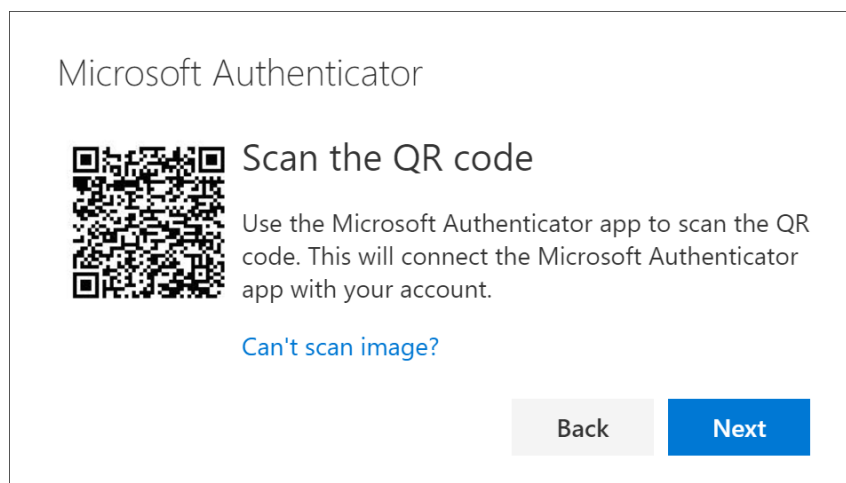 Microsoft Authenticator
Scan the QR code
Use the Microsoft Authenticator app to scan the QR
code. This will connect the Microsoft Authenticator
app with your account.
Can't scan image?
Back
Next